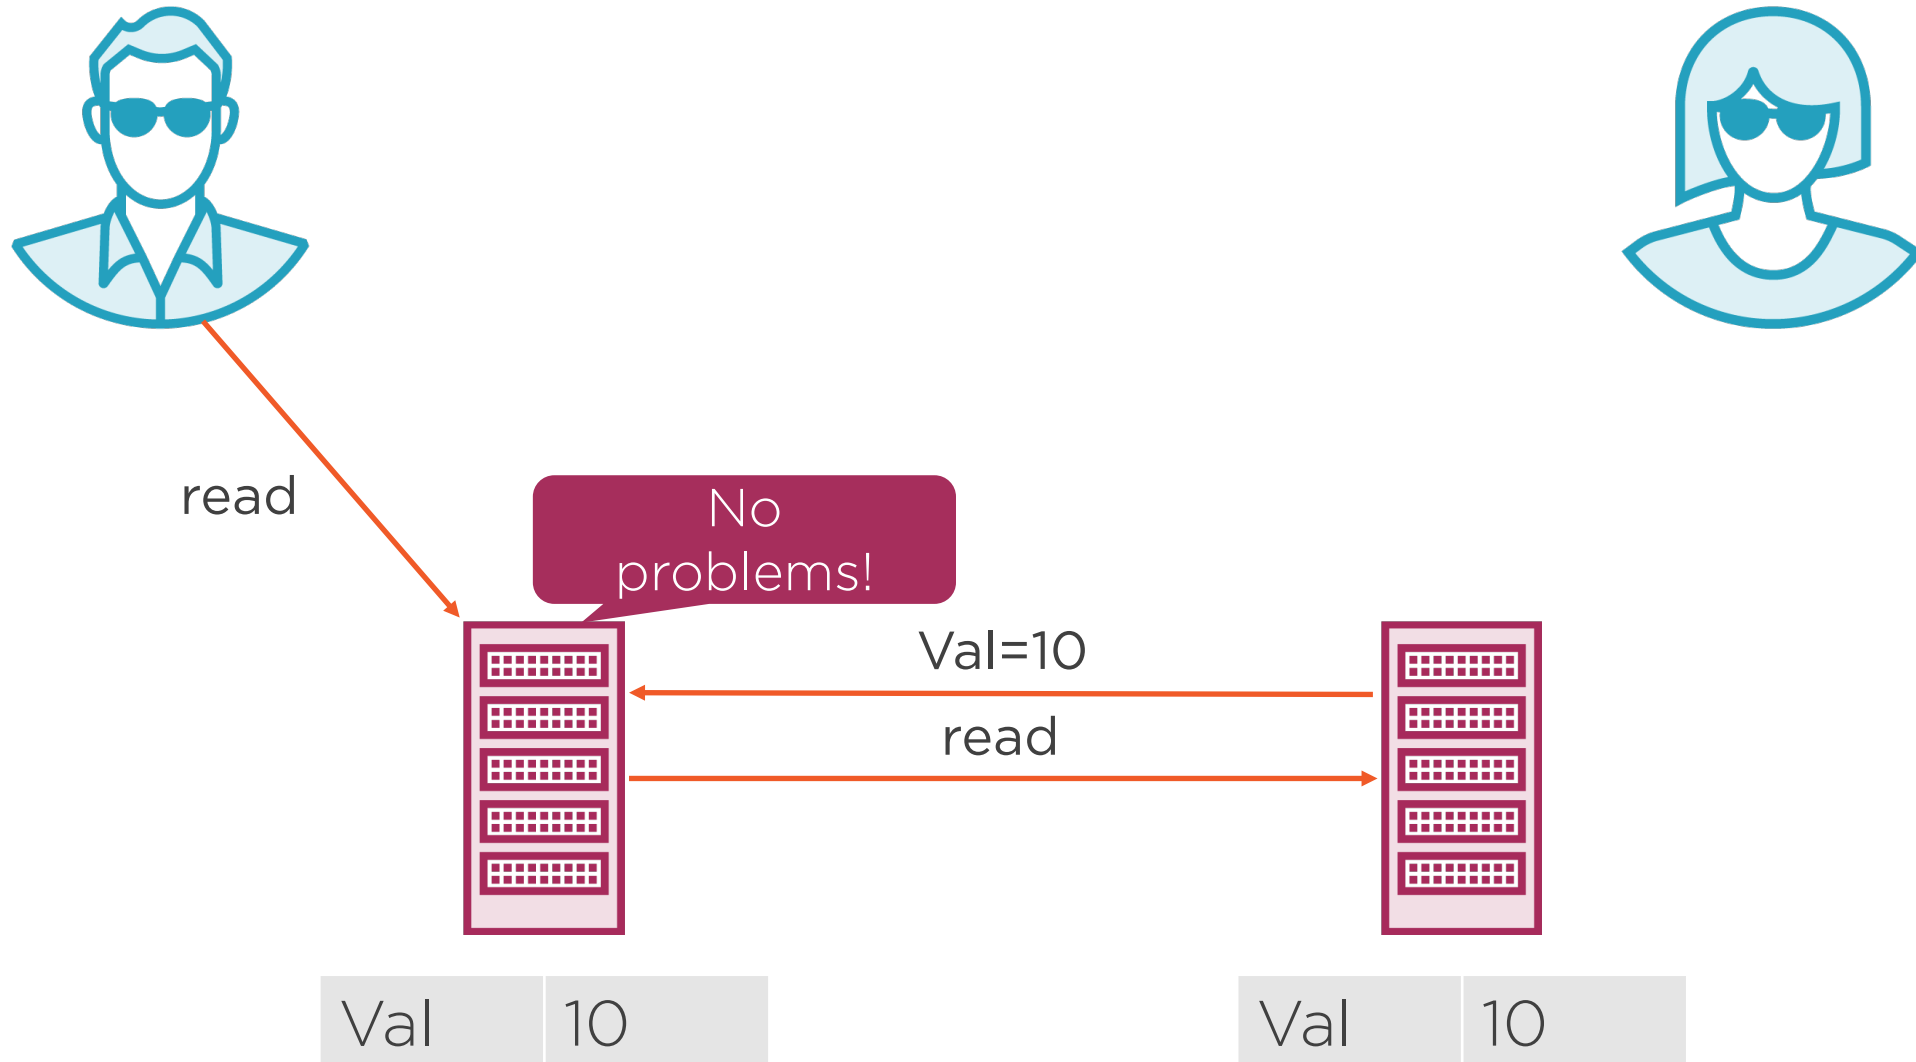 read
No
problems!
Val=10
read
Val 10
Val 10